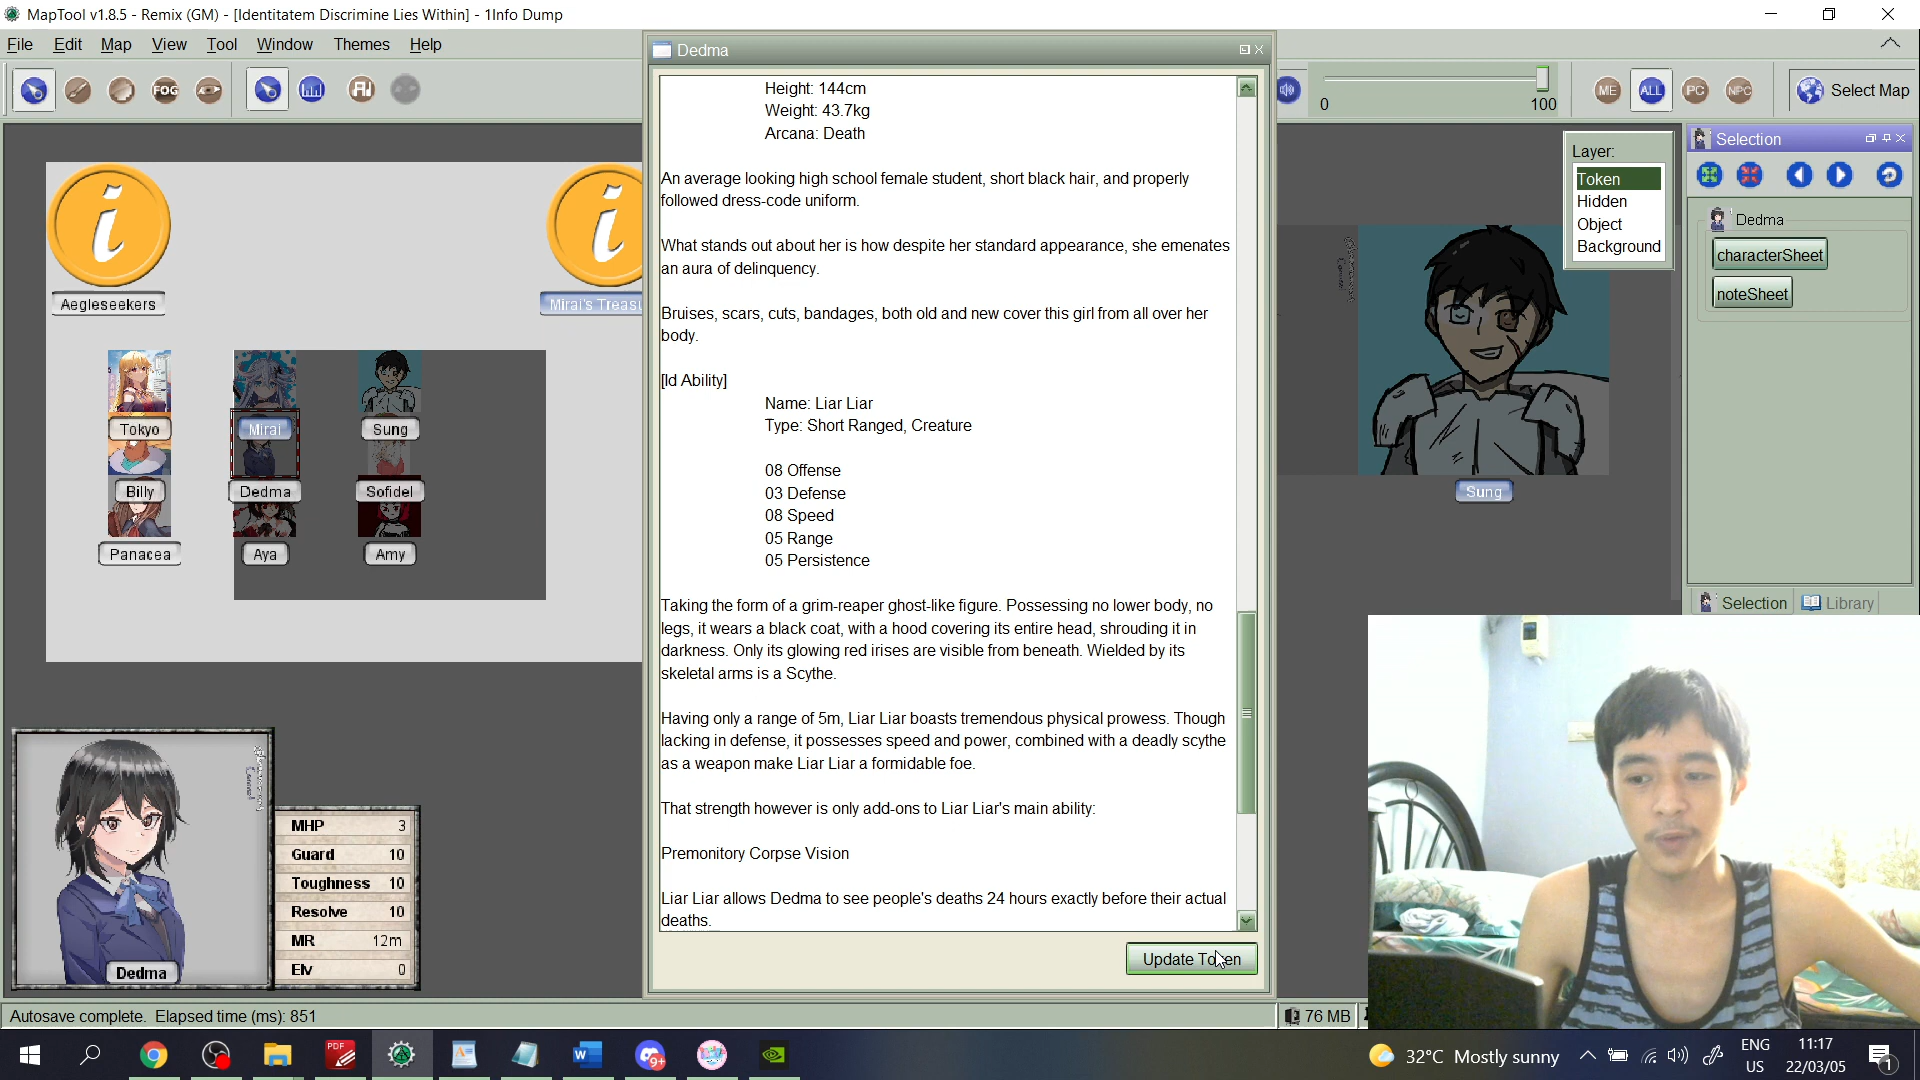 MapTool v1.8.5 - Remix (GM) - [Identitatem Discrimine Lies Within] - 1Info Dump
File Edit Map View Tool Window Themes Help
Dedma
FOG
0
100
ME
ALL
PC
NPC
Select Map
Height: 144cm
Weight: 43.7kg
Arcana: Death
An average looking high school female student, short black hair, and properly
followed dress-code uniform.
What stands out about her is how despite her standard appearance, she emenates
an aura of delinquency.
Bruises, scars, cuts, bandages, both old and new cover this girl from all over her
body.
[Id Ability]
Name: Liar Liar
Type: Short Ranged, Creature
08 Offense
03 Defense
08 Speed
05 Range
05 Persistence
Taking the form of a grim-reaper ghost-like figure. Possessing no lower body, no
legs, it wears a black coat, with a hood covering its entire head, shrouding it in
darkness. Only its glowing red irises are visible from beneath. Wielded by its
skeletal arms is a Scythe.
Having only a range of 5m, Liar Liar boasts tremendous physical prowess. Though
lacking in defense, it possesses speed and power, combined with a deadly scythe
as a weapon make Liar Liar a formidable foe.
That strength however is only add-ons to Liar Liar's main ability:
Premonitory Corpse Vision
Liar Liar allows Dedma to see people's deaths 24 hours exactly before their actual
deaths.
Update Token
i
Aegleseekers
i
Mirai's
Tokyo
Mirai
Sung
Billy
Dedma
Sofidel
Panacea
Aya
Amy
Dedma
MHP 3
Guard 10
Toughness 10
Resolve 10
MR 12m
Elv 0
Layer:
Token
Hidden
Object
Background
Sung
Selection
Dedma
characterSheet
noteSheet
Selection
Library
Autosave complete. Elapsed time (ms): 851
76 MB
PDF
9+
32°C Mostly sunny
ENG
US
11:17
22/03/05
1